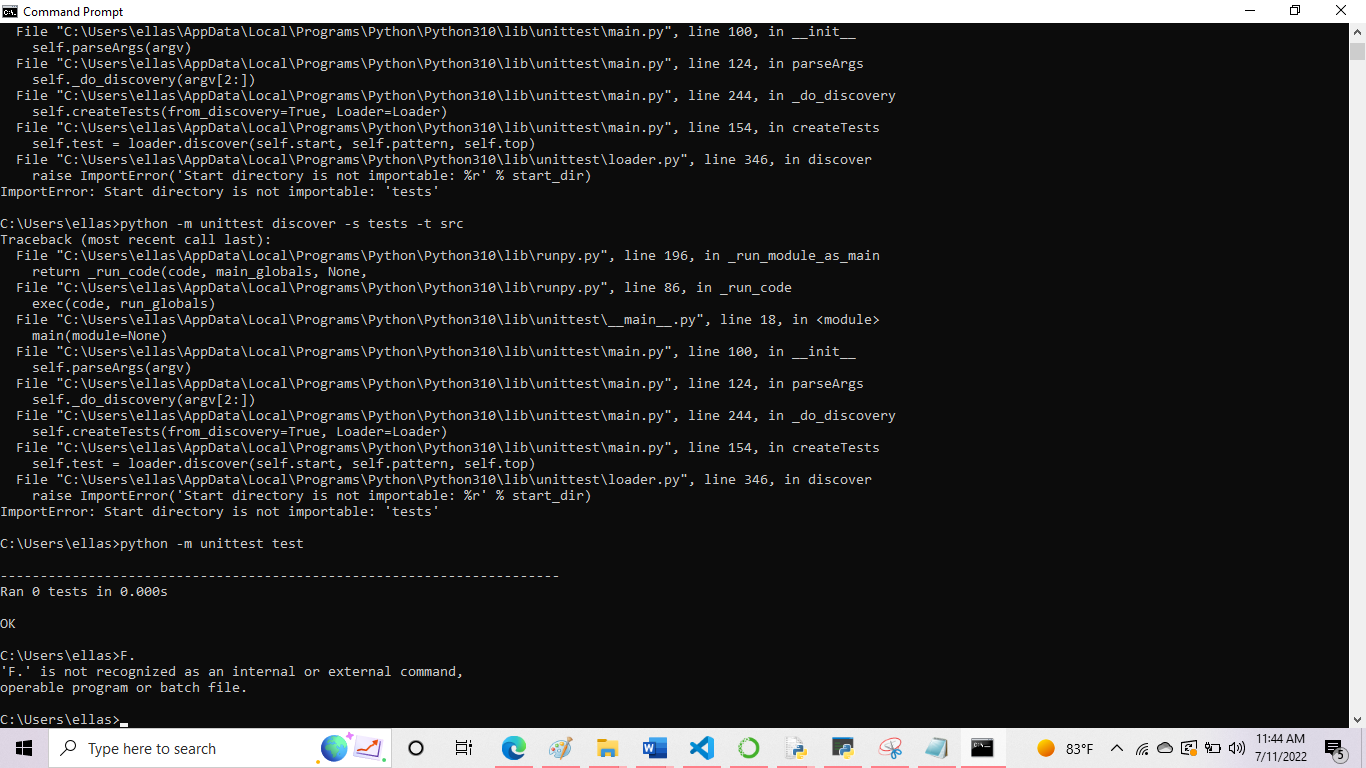 Command Prompt
  File "C:\Users\ellas\AppData\Local\Programs\Python\Python310\lib\unittest\main.py", line 100, in __init__
    self.parseArgs(argv)
  File "C:\Users\ellas\AppData\Local\Programs\Python\Python310\lib\unittest\main.py", line 124, in parseArgs
    self._do_discovery(argv[2:])
  File "C:\Users\ellas\AppData\Local\Programs\Python\Python310\lib\unittest\main.py", line 244, in _do_discovery
    self.createTests(from_discovery=True, Loader=Loader)
  File "C:\Users\ellas\AppData\Local\Programs\Python\Python310\lib\unittest\main.py", line 154, in createTests
    self.test = loader.discover(self.start, self.pattern, self.top)
  File "C:\Users\ellas\AppData\Local\Programs\Python\Python310\lib\unittest\loader.py", line 346, in discover
    raise ImportError('Start directory is not importable: %r' % start_dir)
ImportError: Start directory is not importable: 'tests'
C:\Users\ellas>python -m unittest discover -s tests -t src
Traceback (most recent call last):
  File "C:\Users\ellas\AppData\Local\Programs\Python\Python310\lib\runpy.py", line 196, in _run_module_as_main
    return _run_code(code, main_globals, None,
  File "C:\Users\ellas\AppData\Local\Programs\Python\Python310\lib\runpy.py", line 86, in _run_code
    exec(code, run_globals)
  File "C:\Users\ellas\AppData\Local\Programs\Python\Python310\lib\unittest\__main__.py", line 18, in <module>
    main(module=None)
  File "C:\Users\ellas\AppData\Local\Programs\Python\Python310\lib\unittest\main.py", line 100, in __init__
    self.parseArgs(argv)
  File "C:\Users\ellas\AppData\Local\Programs\Python\Python310\lib\unittest\main.py", line 124, in parseArgs
    self._do_discovery(argv[2:])
  File "C:\Users\ellas\AppData\Local\Programs\Python\Python310\lib\unittest\main.py", line 244, in _do_discovery
    self.createTests(from_discovery=True, Loader=Loader)
  File "C:\Users\ellas\AppData\Local\Programs\Python\Python310\lib\unittest\main.py", line 154, in createTests
    self.test = loader.discover(self.start, self.pattern, self.top)
  File "C:\Users\ellas\AppData\Local\Programs\Python\Python310\lib\unittest\loader.py", line 346, in discover
    raise ImportError('Start directory is not importable: %r' % start_dir)
ImportError: Start directory is not importable: 'tests'
C:\Users\ellas>python -m unittest test
----------------------------------------------------------------------
Ran 0 tests in 0.000s
OK
C:\Users\ellas>F.
'F.' is not recognized as an internal or external command,
operable program or batch file.
C:\Users\ellas>_
Type here to search
83°F
11:44 AM
7/11/2022
5